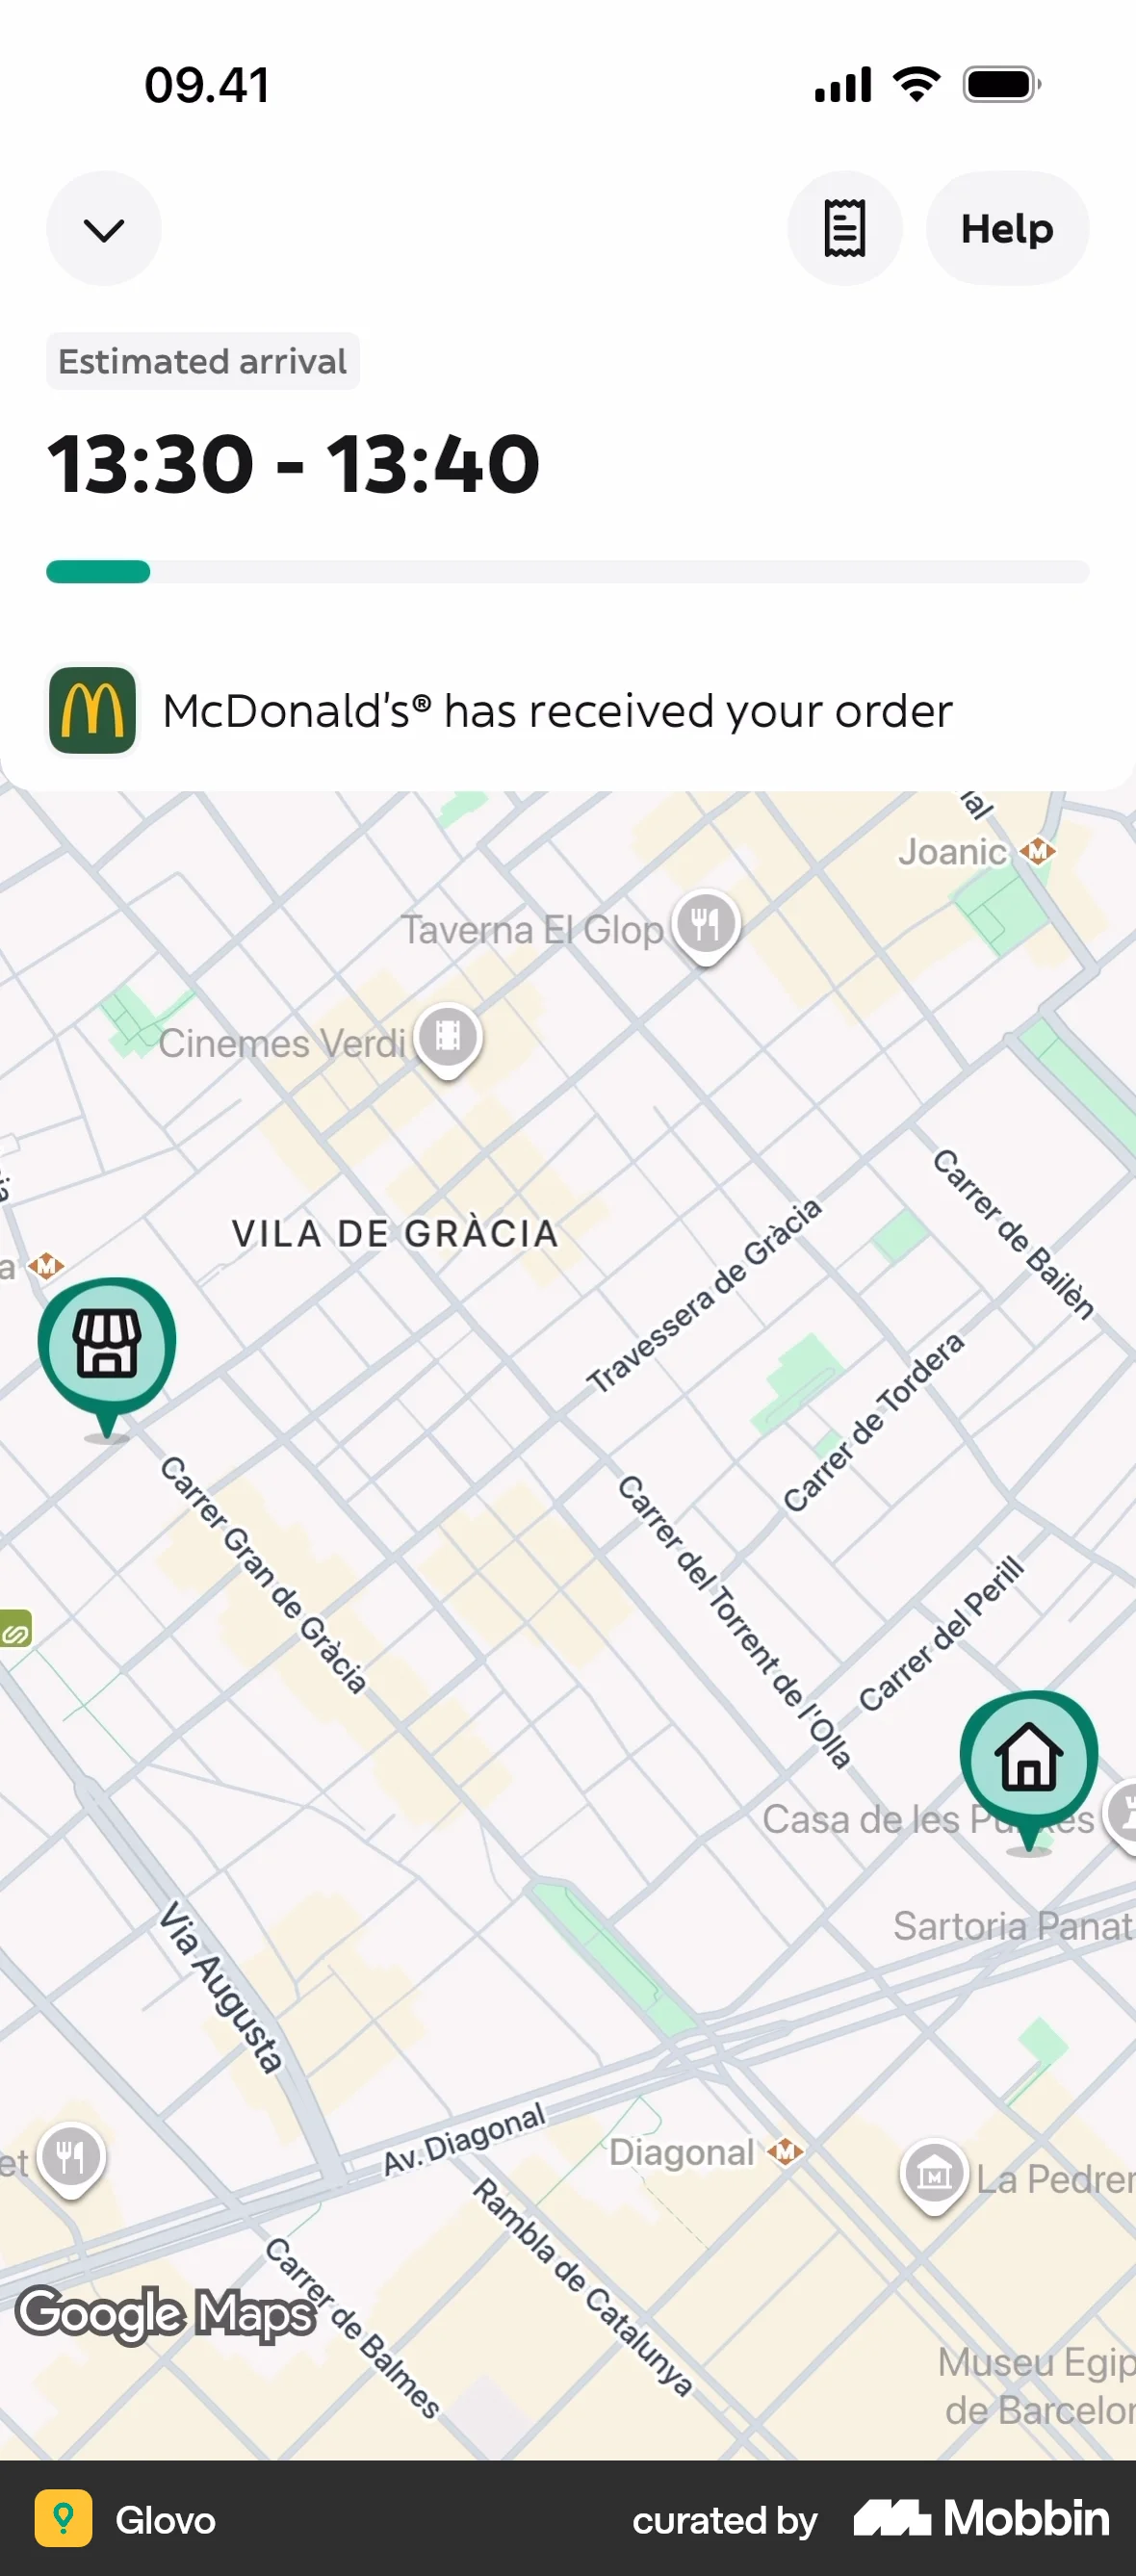 09.41
Help
Estimated arrival
13:30 - 13:40
McDonald's® has received your order
Joanic
Taverna El Glop
Cinemes Verdi
VILA DE GRÀCIA
Carrer de Bailèn
Travessera de Gràcia
Carrer de Tordera
Carrer Gran de Gràcia
Carrer del Torrent de l'Olla
Carrer del Perill
Casa de les
Sartoria Panat
Via Augusta
Av. Diagonal
Diagonal
La Pedrer
Rambla de Catalunya
Carrer de Balmes
Google Maps
Museu Egip
de Barcelon
Glovo
curated by Mobbin